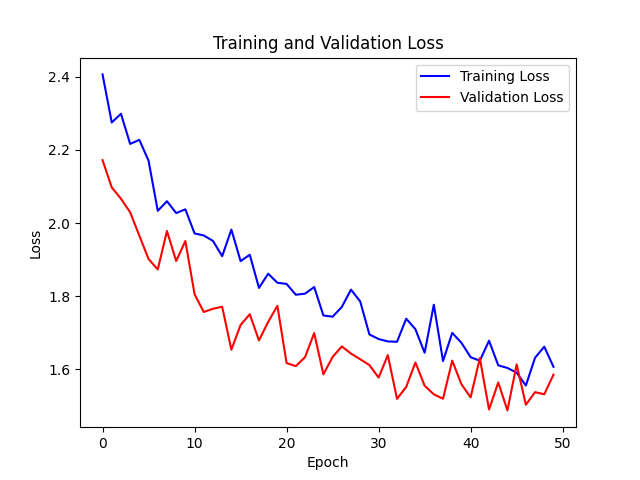 Training and Validation Loss
Training Loss
Validation Loss
Loss
2.4
2.2
2.0
1.8
1.6
0 10 20 30 40 50
Epoch